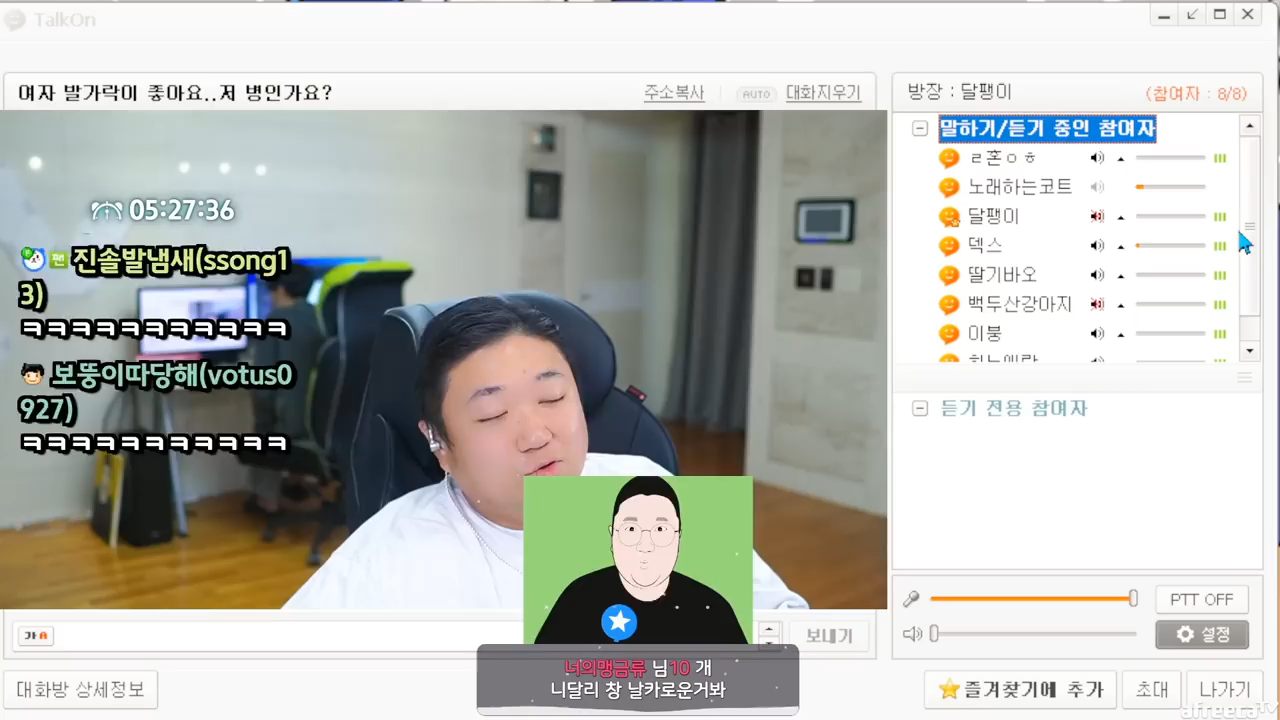 TalkOn
여자 발가락이 좋아요..저 병인가요?
주소복사
AUTO
대화지우기
05:27:36
팬 진솔발냄새(ssong1
3)
ㅋㅋㅋㅋㅋㅋㅋㅋㅋㅋㅋ
보뚱이따당해(votus0
927)
ㅋㅋㅋㅋㅋㅋㅋㅋㅋㅋㅋ
방장 : 달팽이
(참여자 : 8/8)
말하기/듣기 중인 참여자
ㄹ혼ㅇㅎ
노래하는코트
달팽이
덱스
딸기바오
백두산강아지
이붕
듣기 전용 참여자
PTT OFF
설정
가
보내기
너의맹금류 님10 개
니달리 창 날카로운거봐
대화방 상세정보
즐겨찾기에 추가
초대
나가기
afreecaTV